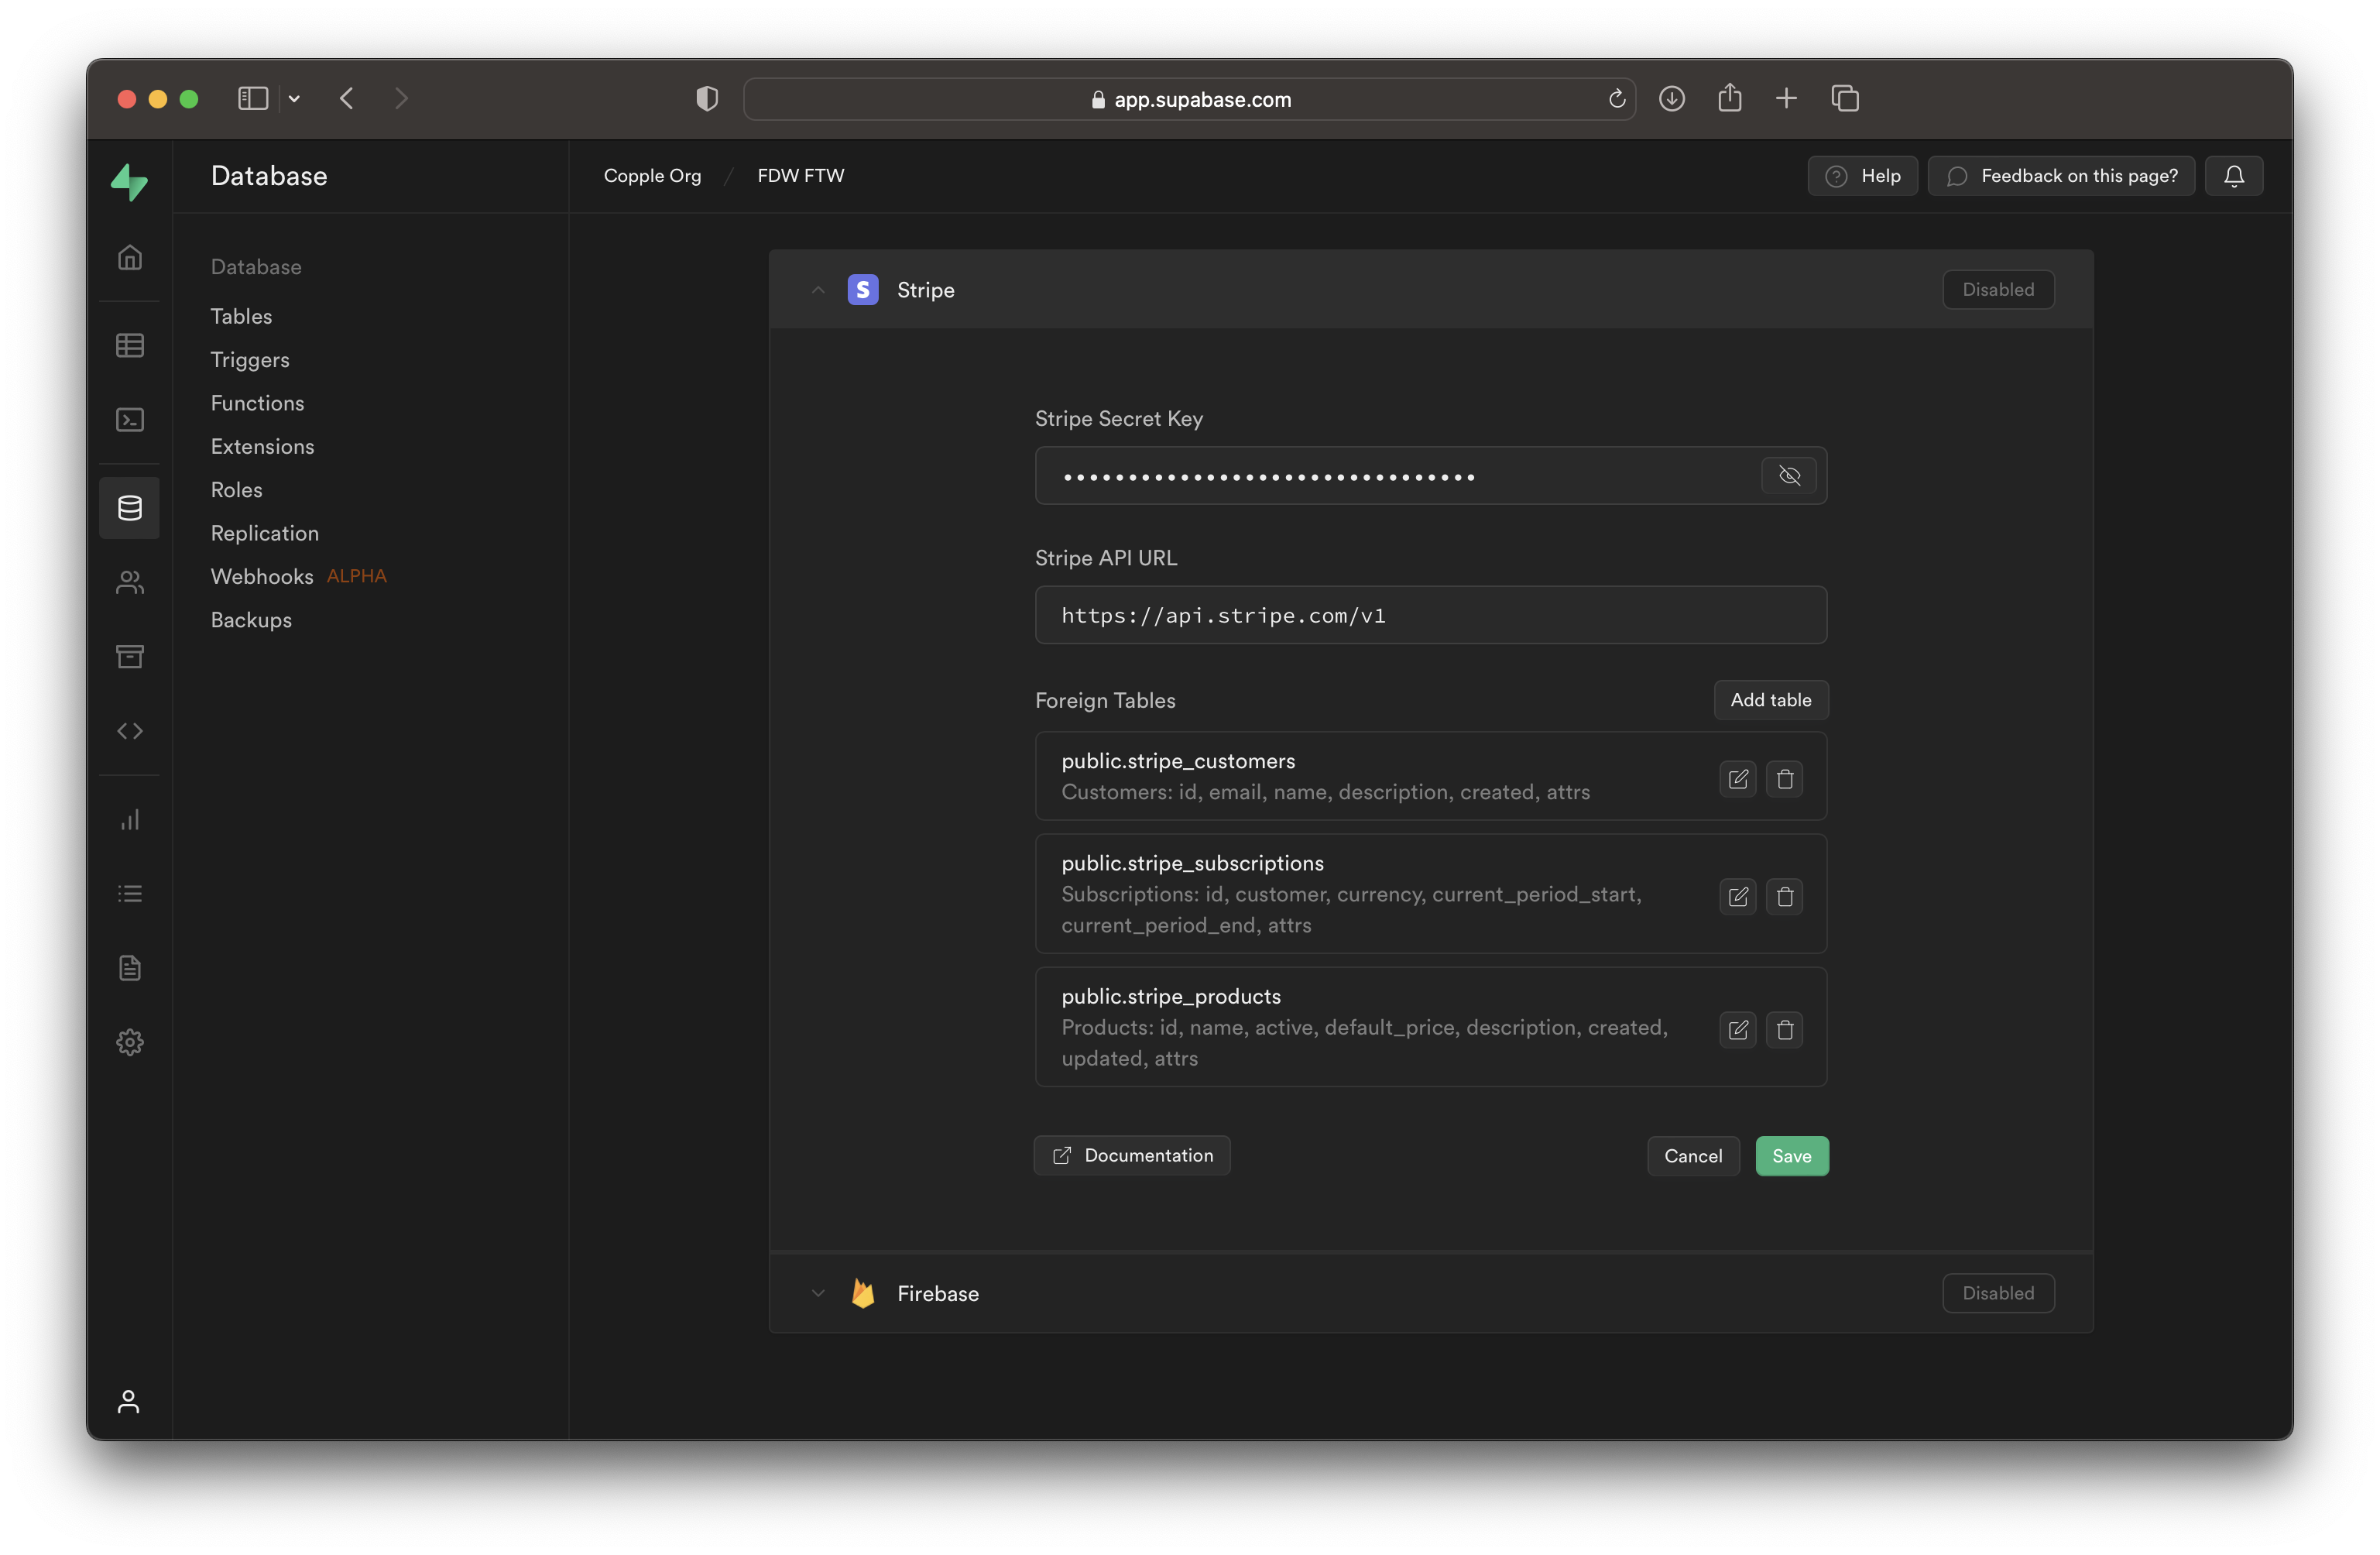 app.supabase.com
Database
Copple Org / FDW FTW
Help
Feedback on this page?
Database
Tables
Triggers
Functions
Extensions
Roles
Replication
Webhooks ALPHA
Backups
S Stripe
Disabled
Stripe Secret Key
••••••••••••••••••••••••••••••••
Stripe API URL
https://api.stripe.com/v1
Foreign Tables
Add table
public.stripe_customers
Customers: id, email, name, description, created, attrs
public.stripe_subscriptions
Subscriptions: id, customer, currency, current_period_start,
current_period_end, attrs
public.stripe_products
Products: id, name, active, default_price, description, created,
updated, attrs
Documentation
Cancel
Save
Firebase
Disabled